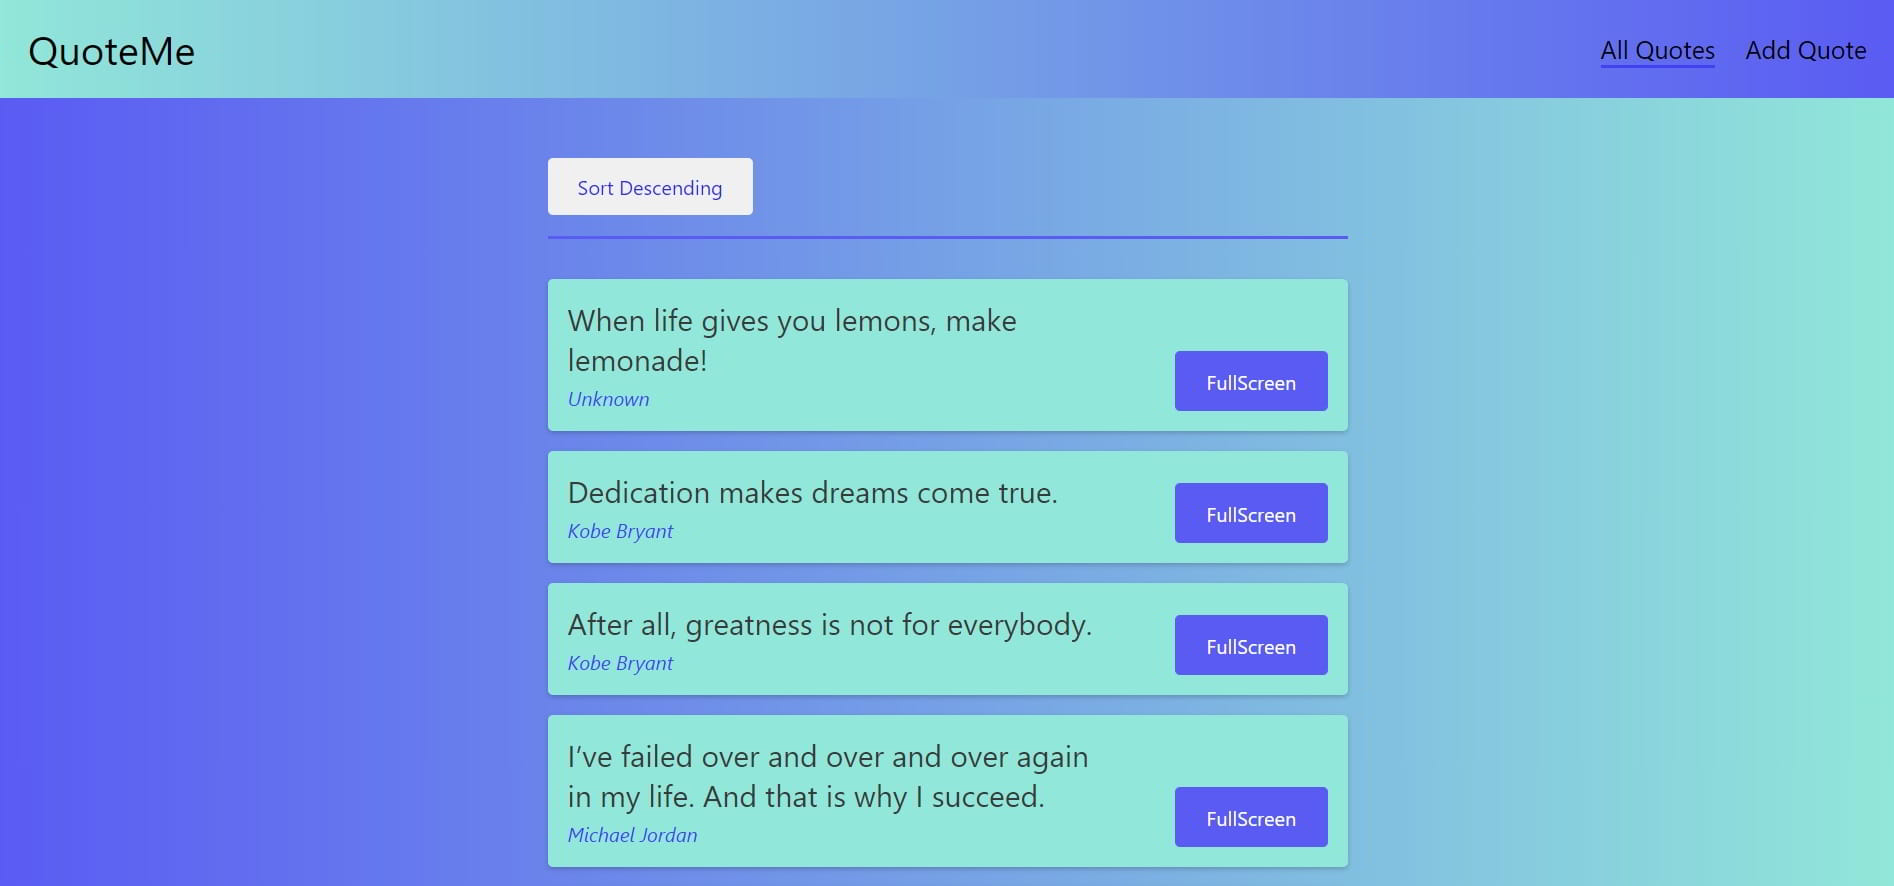 QuoteMe
All Quotes
Add Quote
Sort Descending
When life gives you lemons, make
lemonade!
Unknown
FullScreen
Dedication makes dreams come true.
Kobe Bryant
FullScreen
After all, greatness is not for everybody.
Kobe Bryant
FullScreen
I’ve failed over and over and over again
in my life. And that is why I succeed.
Michael Jordan
FullScreen